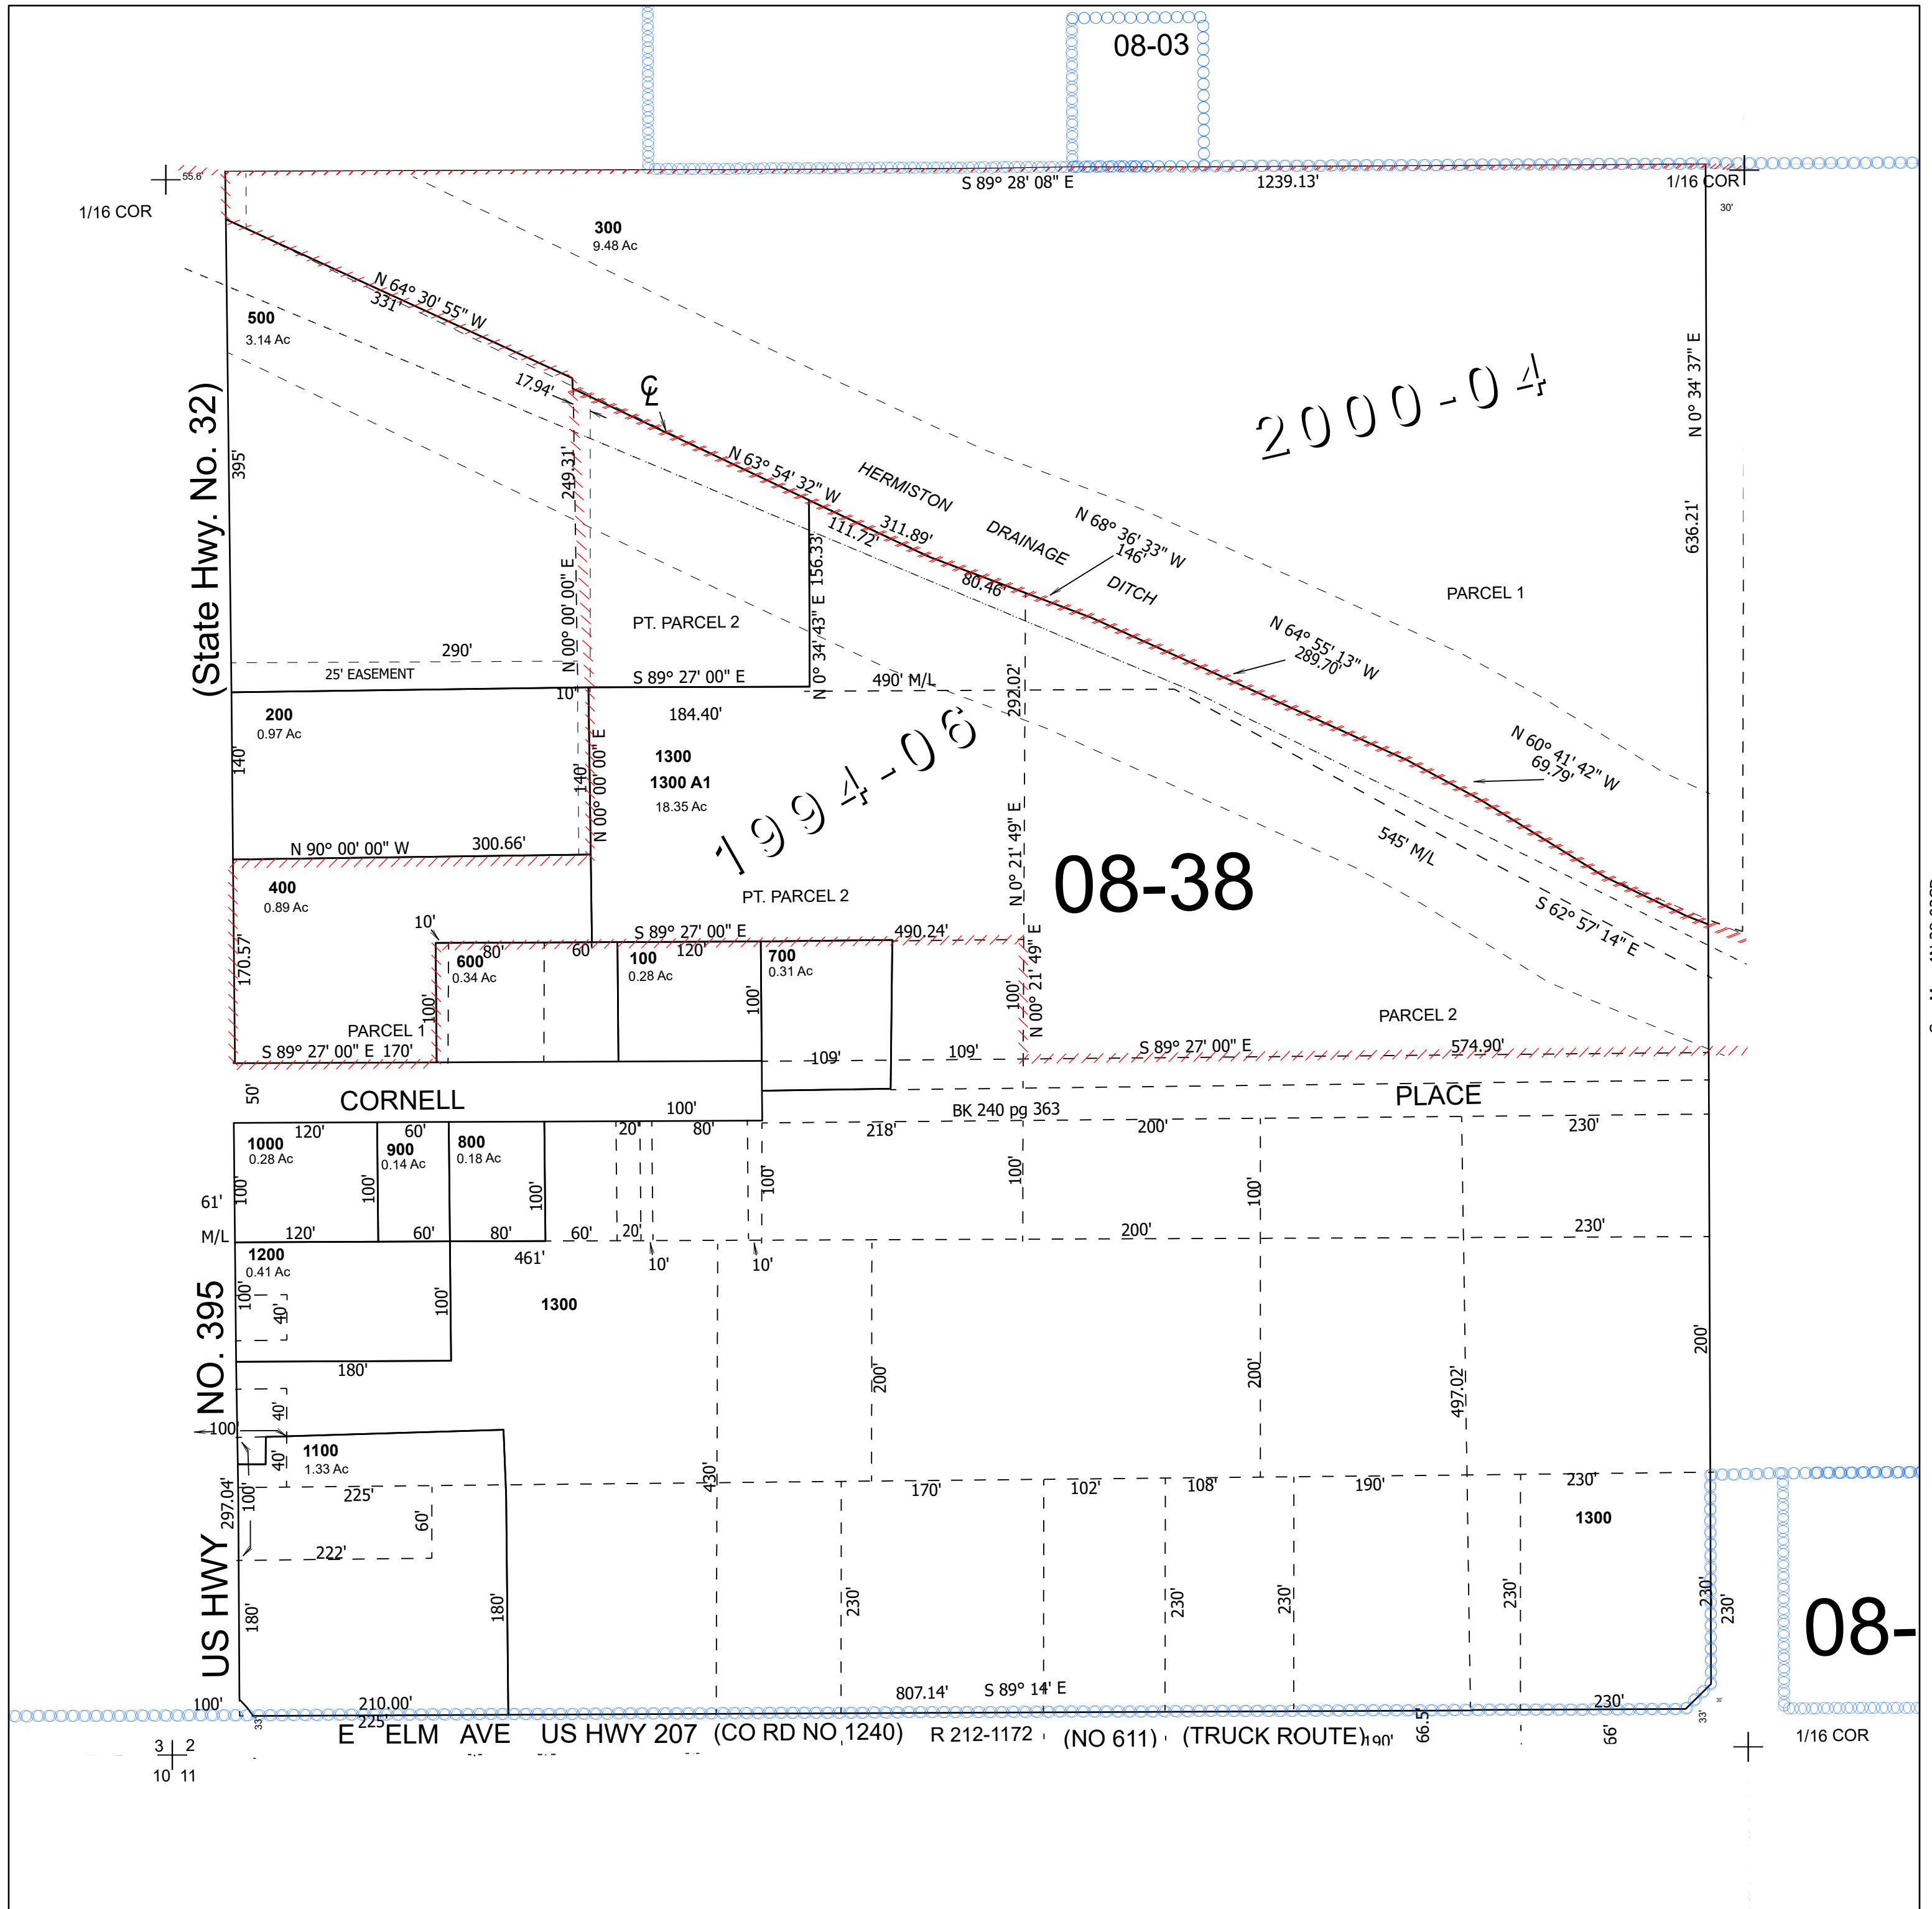 08-03
55.6'
S 89° 28' 08" E
1239.13'
1/16 COR
1/16 COR
30'
300
9.48 Ac
N 64° 30' 55" W
331'
500
3.14 Ac
17.94'
C L
2000-04
N 0° 34' 37" E
636.21'
(State Hwy. No. 32)
395'
249.31'
N 00° 00' 00" E
N 63° 54' 32" W
HERMISTON
DRAINAGE
DITCH
111.72'
311.89'
80.46'
N 68° 36' 33" W
146'
PARCEL 1
N 64° 55' 13" W
289.70'
N 60° 41' 42" W
69.79'
N 0° 34' 43" E 156.33'
PT. PARCEL 2
290'
25' EASEMENT
S 89° 27' 00" E
490' M/L
292.02'
10'
184.40'
200
0.97 Ac
140'
140'
N 00° 00' 00" E
1300
1300 A1
18.35 Ac
1994-06
N 90° 00' 00" W
300.66'
N 0° 21' 49" E
545' M/L
S 62° 57' 14" E
08-38
400
0.89 Ac
PT. PARCEL 2
10'
170.57'
S 89° 27' 00" E
490.24'
600
0.34 Ac
80'
60'
100
0.28 Ac
120'
700
0.31 Ac
100'
100'
100'
N 00° 21' 49" E
PARCEL 1
PARCEL 2
S 89° 27' 00" E 170'
109'
109'
S 89° 27' 00" E
574.90'
50'
CORNELL
PLACE
100'
BK 240 pg 363
120'
60'
20'
80'
218'
200'
230'
1000
0.28 Ac
900
0.14 Ac
800
0.18 Ac
100'
100'
100'
100'
100'
100'
61'
M/L
120'
60'
80'
60'
20'
200'
230'
461'
10'
10'
1200
0.41 Ac
100'
40'
100'
1300
180'
200'
200'
497.02'
200'
US HWY NO. 395
40'
100'
1100
1.33 Ac
40'
297.04'
100'
225'
60'
222'
430'
170'
102'
108'
190'
230'
1300
180'
180'
230'
230'
230'
230'
230'
230'
08-
100'
210.00'
225'
33'
807.14'
S 89° 14' E
230'
33'
E ELM AVE US HWY 207 (CO RD NO 1240) R 212-1172 (NO 611) (TRUCK ROUTE)
190'
66.5'
66'
1/16 COR
3 2
10 11